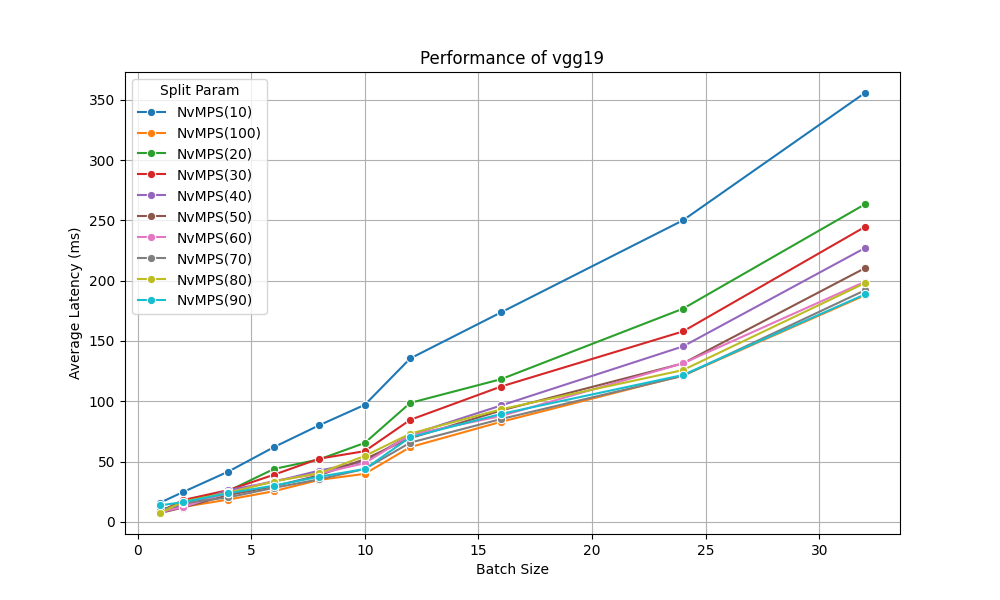 Performance of vgg19
Split Param
NvMPS(10)
NvMPS(100)
NvMPS(20)
NvMPS(30)
NvMPS(40)
NvMPS(50)
NvMPS(60)
NvMPS(70)
NvMPS(80)
NvMPS(90)
Average Latency (ms)
350
300
250
200
150
100
50
0
0 5 10 15 20 25 30
Batch Size